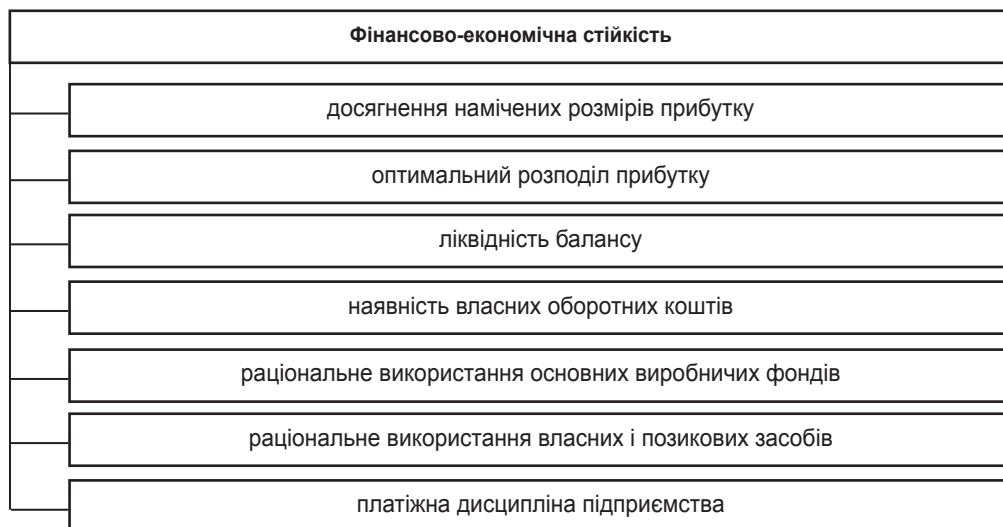 Фінансово-економічна стійкість
досягнення намічених розмірів прибутку
оптимальний розподіл прибутку
ліквідність балансу
наявність власних оборотних коштів
раціональне використання основних виробничих фондів
раціональне використання власних і позикових засобів
платіжна дисципліна підприємства